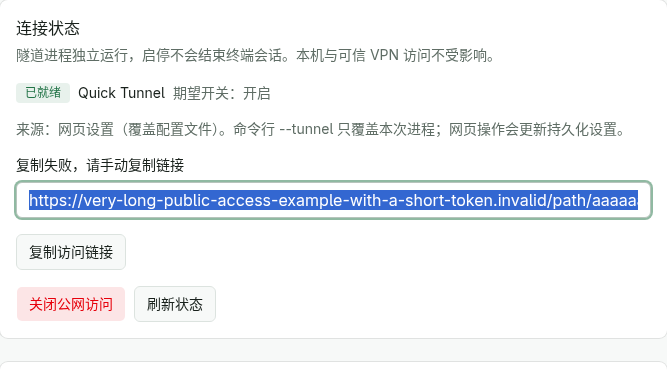 连接状态
隧道进程独立运行，启停不会结束终端会话。本机与可信 VPN 访问不受影响。
已就绪 Quick Tunnel 期望开关：开启
来源：网页设置（覆盖配置文件）。命令行 --tunnel 只覆盖本次进程；网页操作会更新持久化设置。
复制失败，请手动复制链接
https://very-long-public-access-example-with-a-short-token.invalid/path/aaaaa
复制访问链接
关闭公网访问 刷新状态